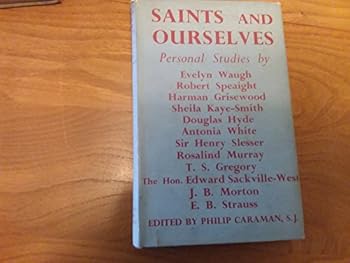 SAINTS AND
OURSELVES
Personal Studies by
Evelyn Waugh
Robert Speaight
Harman Grisewood
Sheila Kaye-Smith
Douglas Hyde
Antonia White
Sir Henry Slesser
Rosalind Murray
T. S. Gregory
The Hon. Edward Sackville-West
J. B. Morton
E. B. Strauss
EDITED BY PHILIP CARAMAN, S.J.